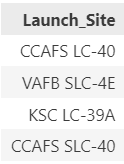 Launch_Site
CCAFS LC-40
VAFB SLC-4E
KSC LC-39A
CCAFS SLC-40